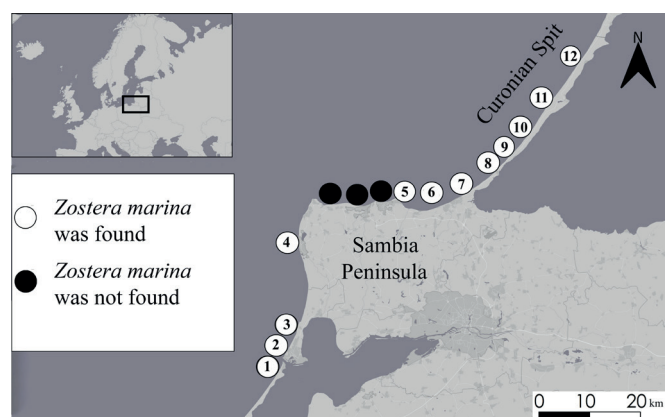 Zostera marina
was found
Zostera marina
was not found
N
Curonian Spit
12
11
10
9
8
7
6
5
4
Sambia
Peninsula
3
2
1
0 10 20 km